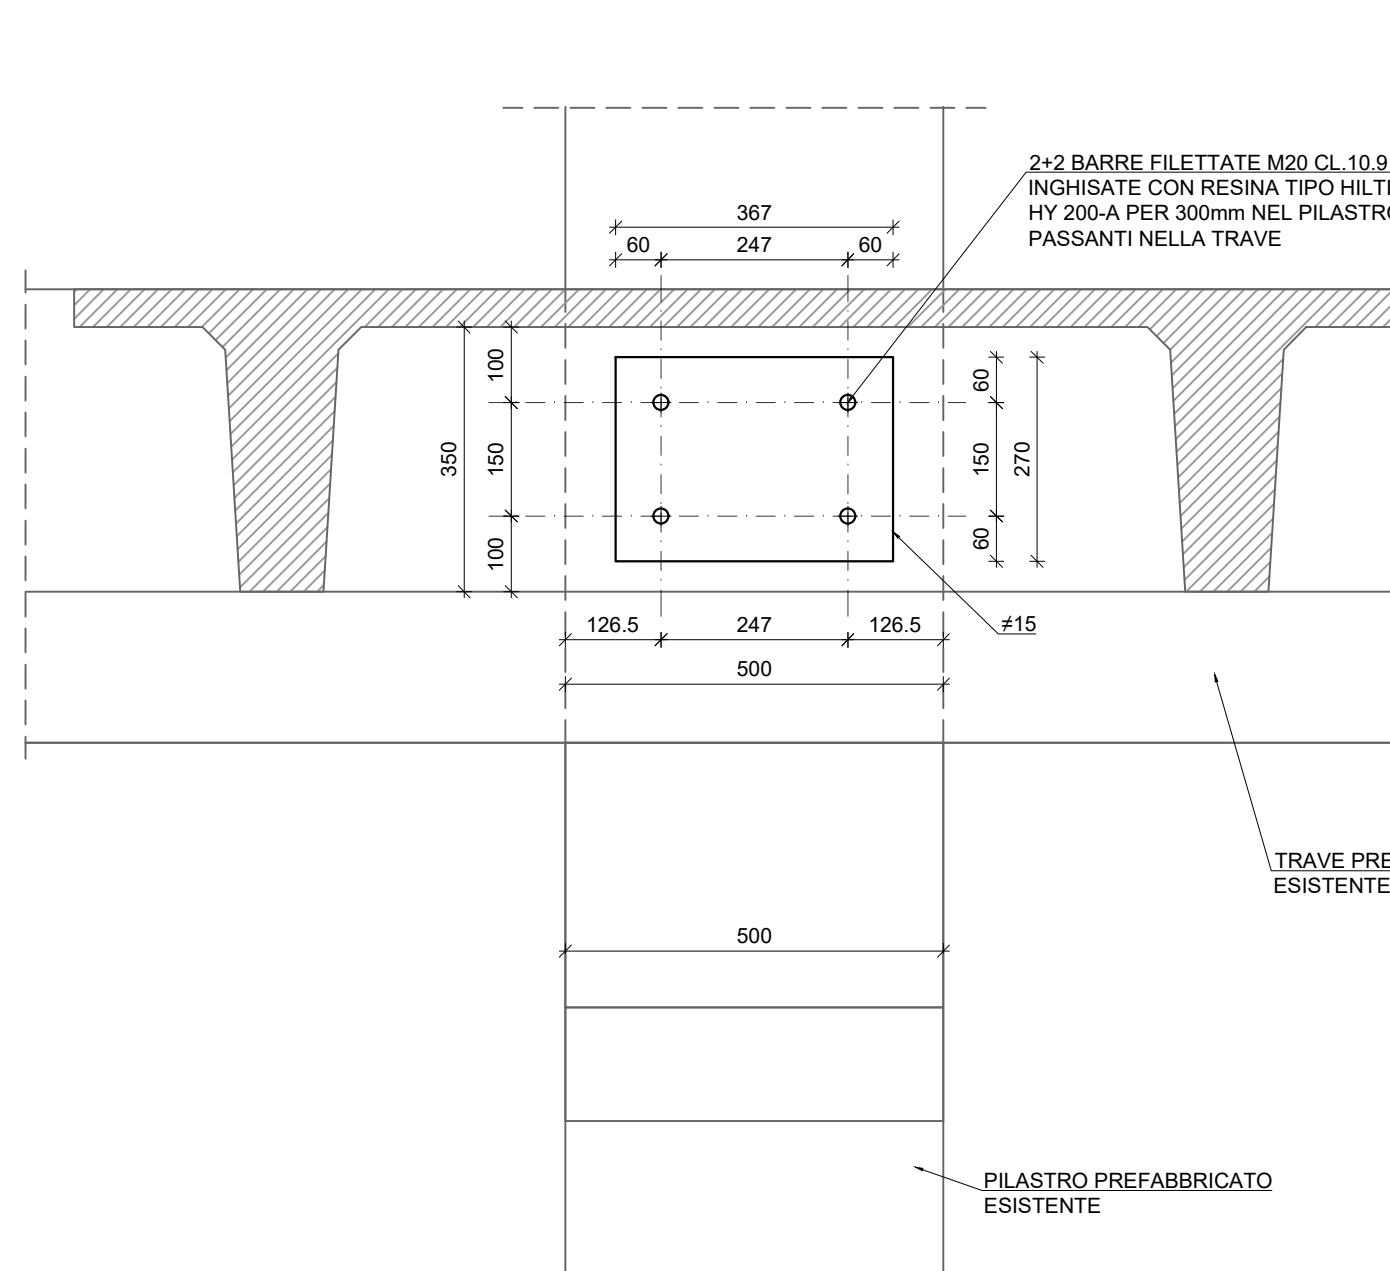 2+2 BARRE FILETTATE M20 CL.10.9
INGHISATE CON RESINA TIPO HILTI
HY 200-A PER 300mm NEL PILASTRO
PASSANTI NELLA TRAVE
367
60 247 60
100
150
100
350
60
150
60
270
126.5 247 126.5
500
≠15
TRAVE PRE
ESISTENTE
500
PILASTRO PREFABBRICATO
ESISTENTE